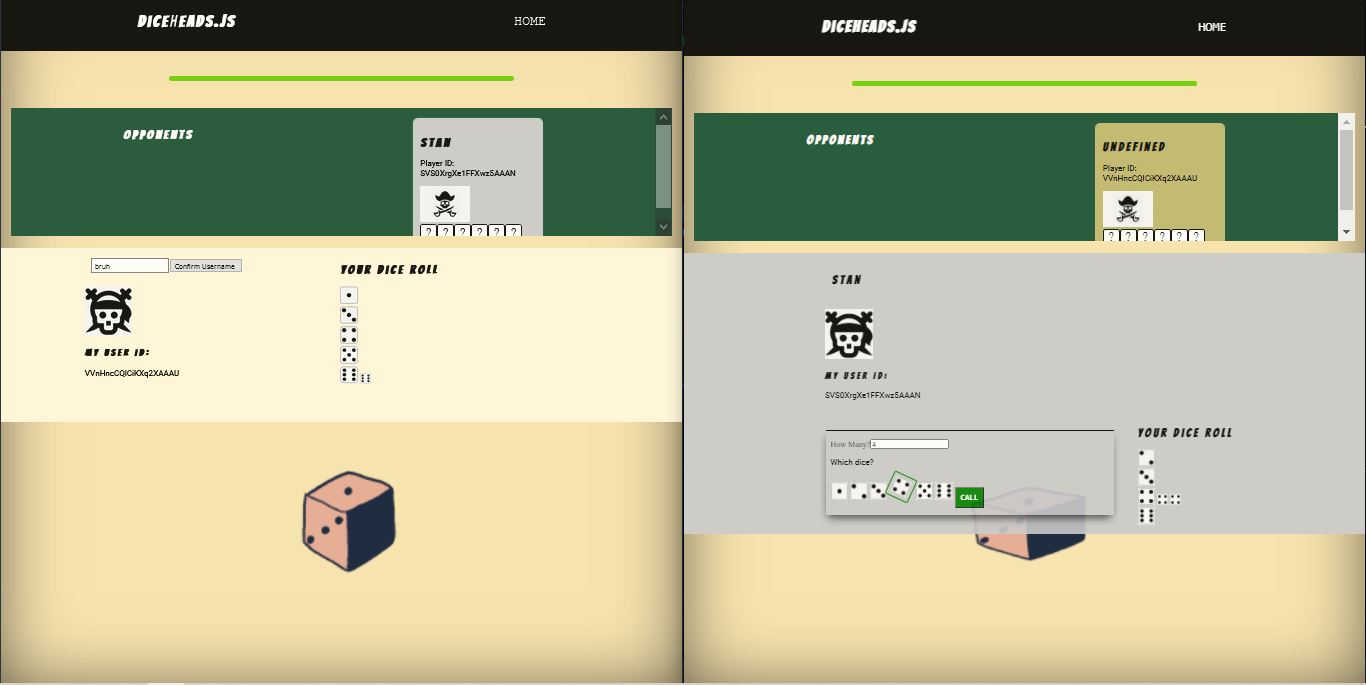 DICEHEADS.JS
HOME
OPPONENTS
STAN
Player ID:
SVS0XrgXe1FFXwz5AAAN
? ? ? ? ? ?
bruh
Confirm Username
YOUR DICE ROLL
MY USER ID:
VVnHncCQICiKXq2XAAAU
DICEHEADS.JS
HOME
OPPONENTS
UNDEFINED
Player ID:
VVnHncCQICiKXq2XAAAU
? ? ? ? ? ?
STAN
MY USER ID:
SVS0XrgXe1FFXwz5AAAN
How Many? 4
Which dice?
CALL
YOUR DICE ROLL